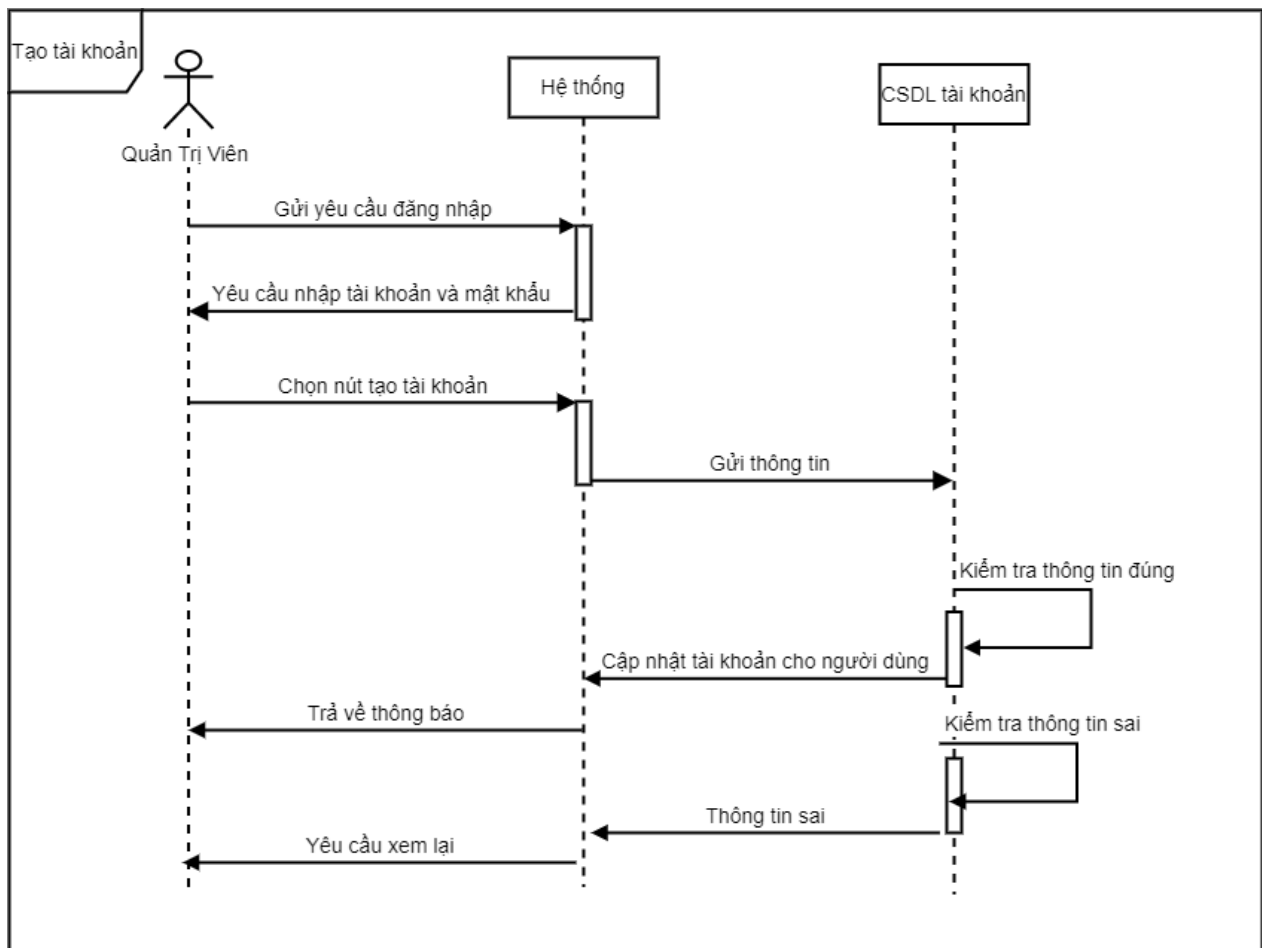 Tạo tài khoản
Hệ thống
CSDL tài khoản
Quản Trị Viên
Gửi yêu cầu đăng nhập
Yêu cầu nhập tài khoản và mật khẩu
Chọn nút tạo tài khoản
Gửi thông tin
Kiểm tra thông tin đúng
Cập nhật tài khoản cho người dùng
Trả về thông báo
Kiểm tra thông tin sai
Thông tin sai
Yêu cầu xem lại